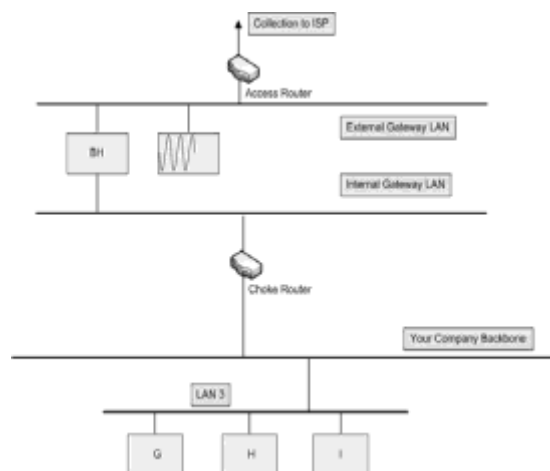 Collection to ISP
Access Router
External Gateway LAN
BH
Internal Gateway LAN
Choke Router
Your Company Backbone
LAN 3
G
H
I